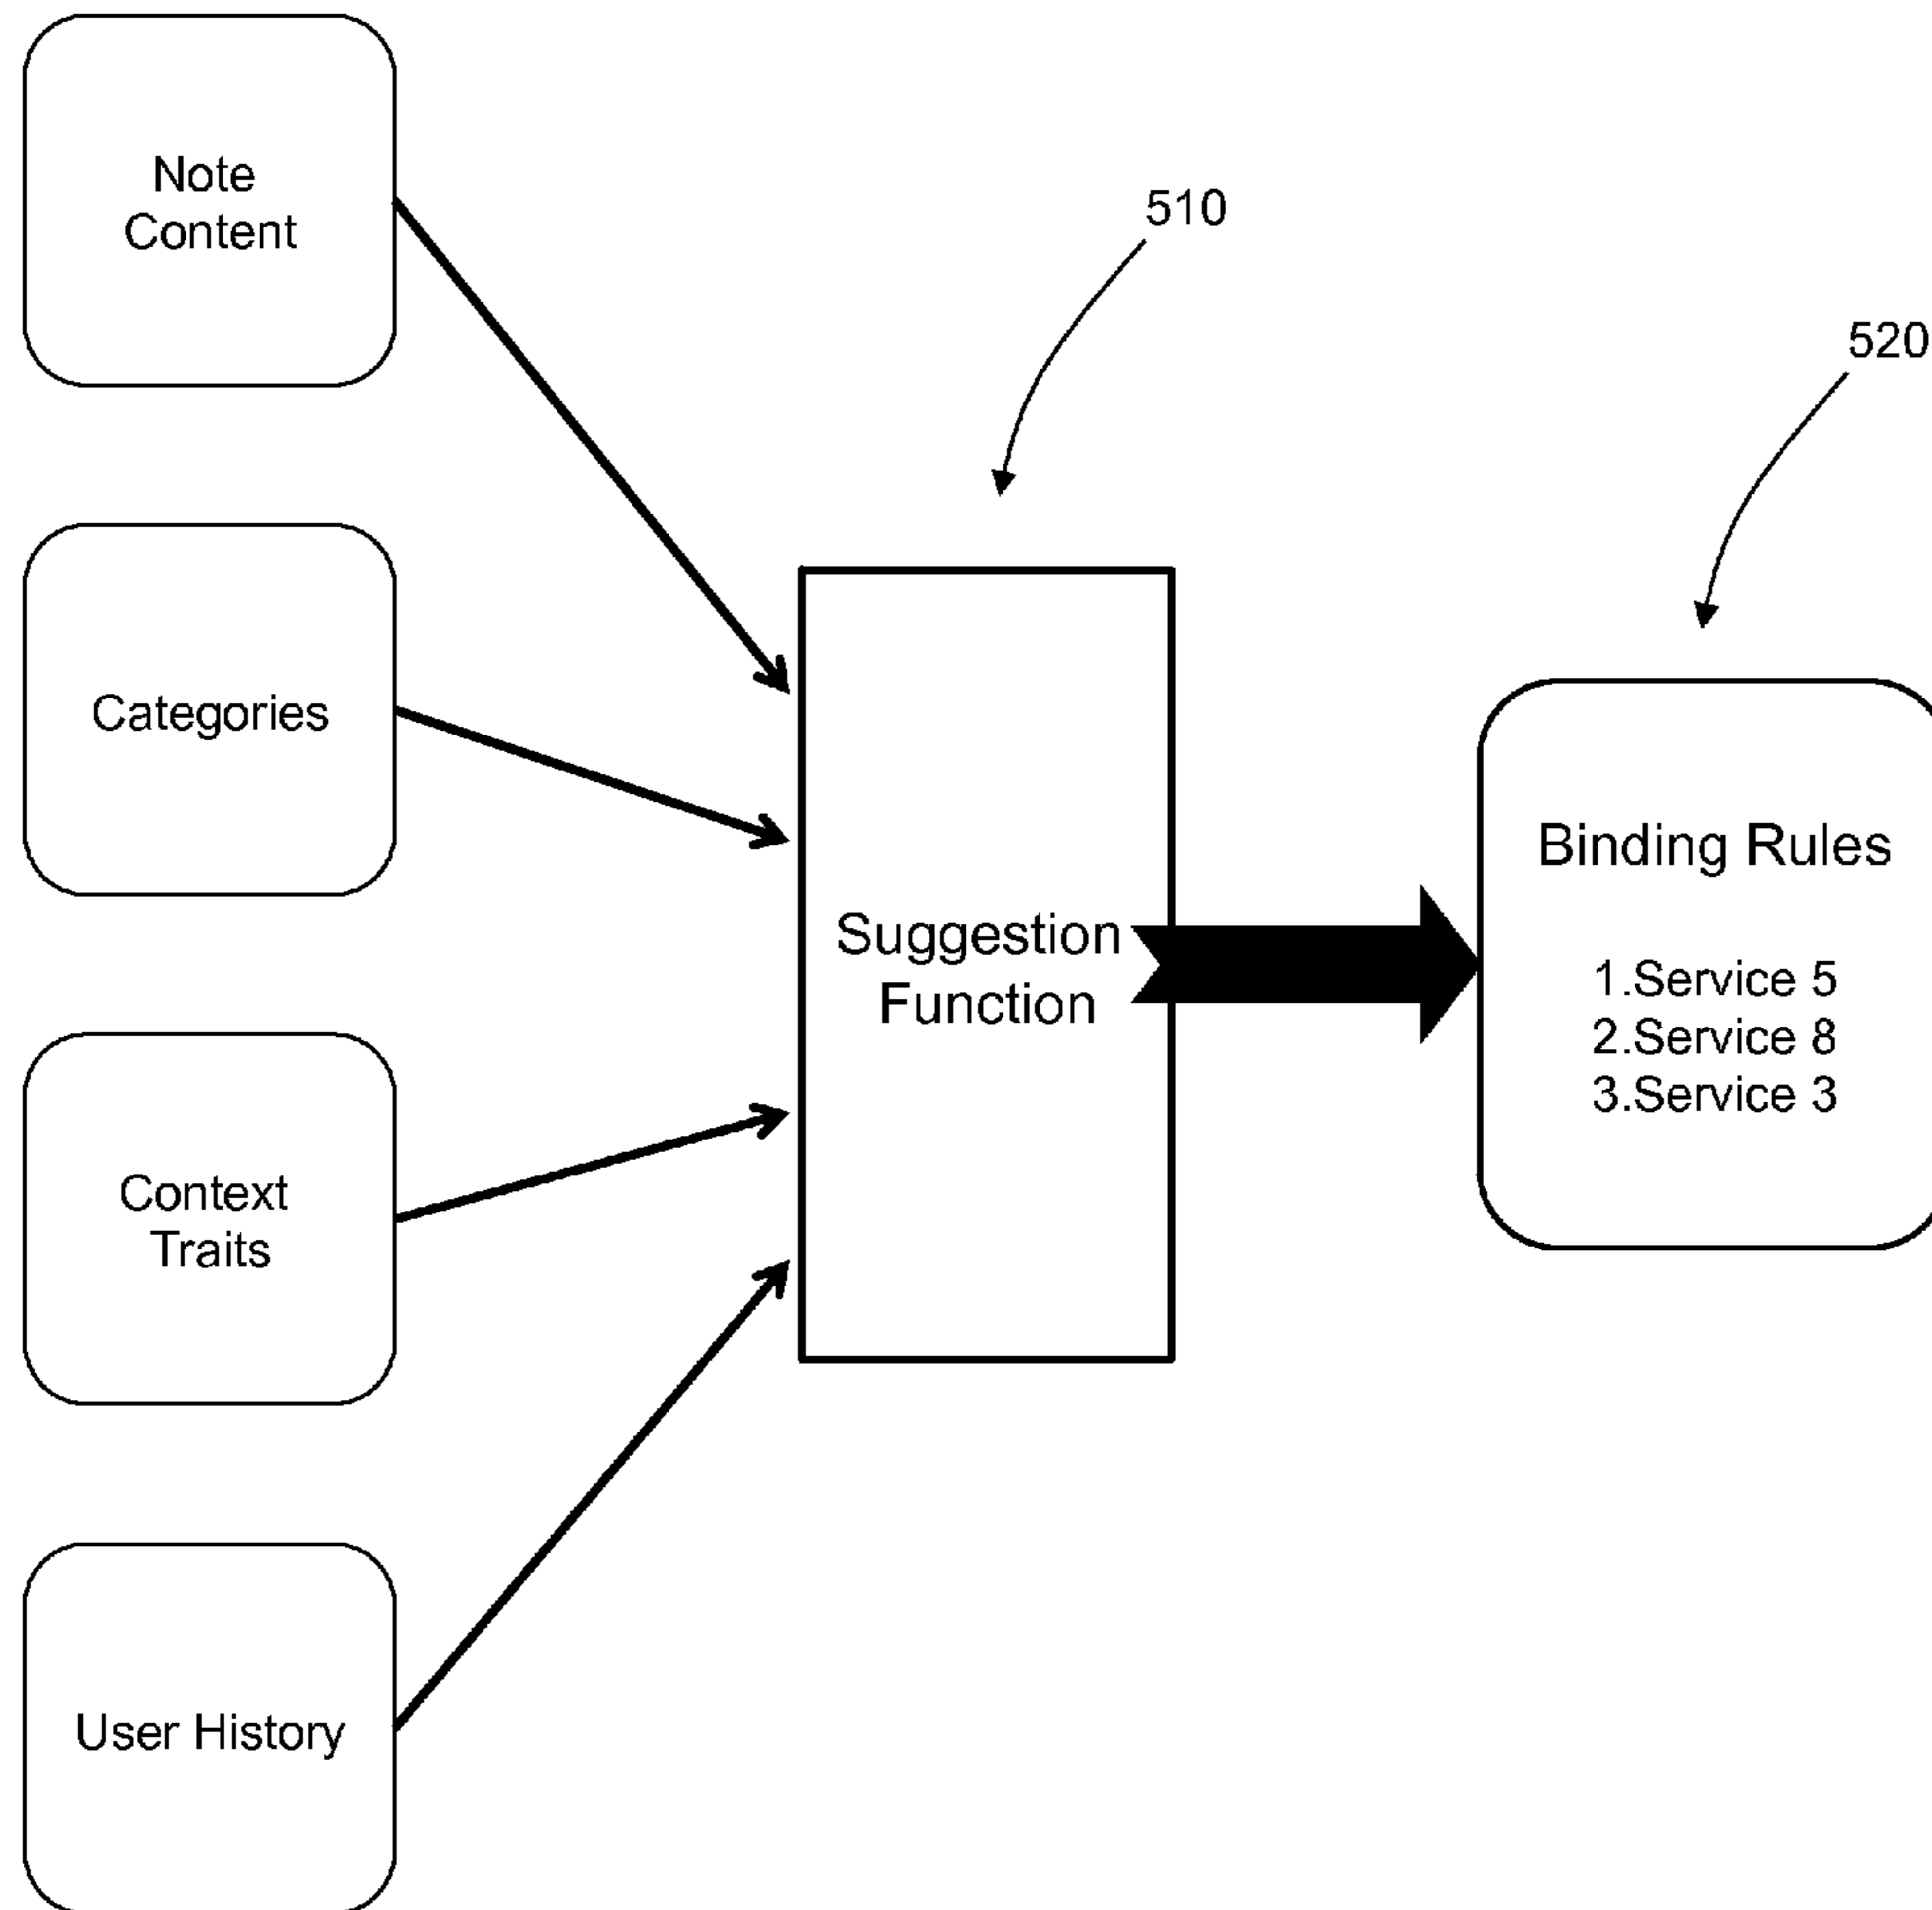 Note
Content
510
520
Categories
Binding Rules
Suggestion
Function
1.Service 5
2.Service 8
3.Service 3
Context
Traits
User History